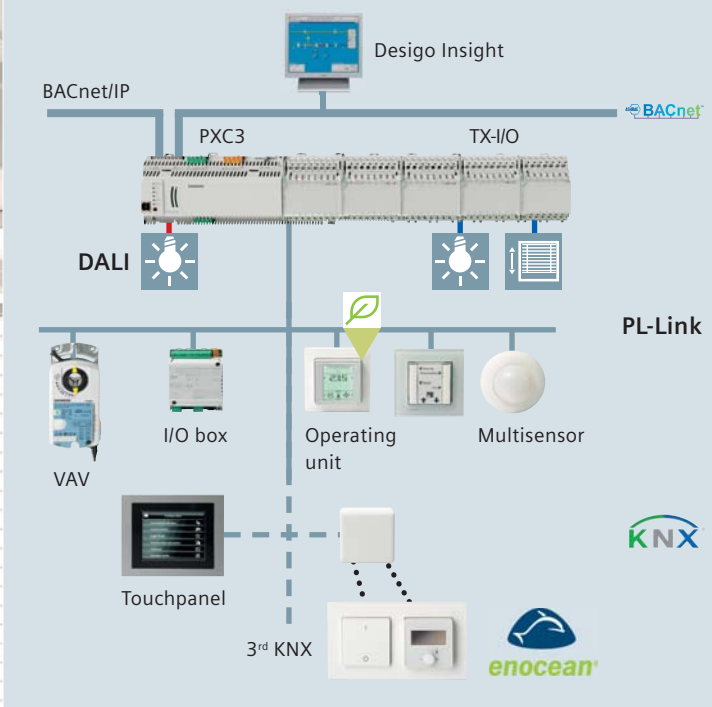 Desigo Insight
BACnet/IP
BACnet
PXC3
TX-I/O
DALI
PL-Link
I/O box
Operating
unit
Multisensor
VAV
KNX
Touchpanel
3rd KNX
enocean